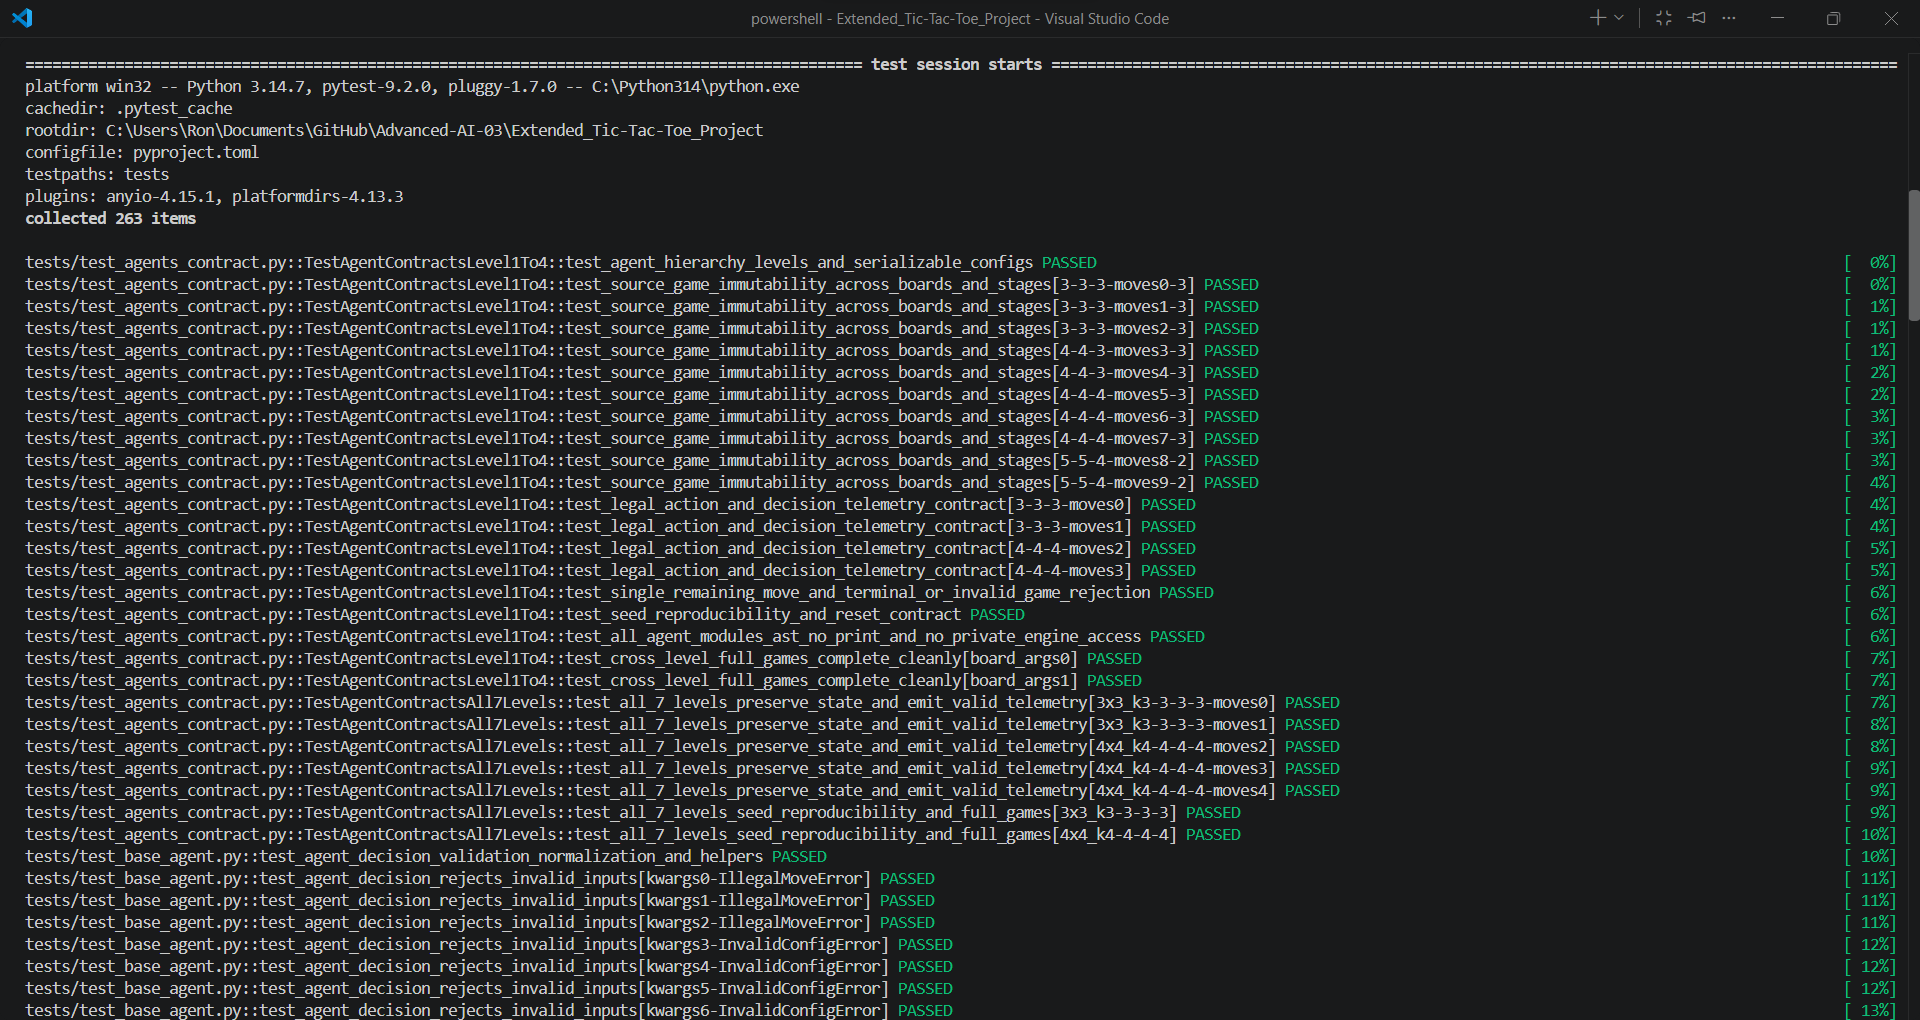 powershell - Extended_Tic-Tac-Toe_Project - Visual Studio Code
============================================================================================= test session starts ==============================================================================================
platform win32 -- Python 3.14.7, pytest-9.2.0, pluggy-1.7.0 -- C:\Python314\python.exe
cachedir: .pytest_cache
rootdir: C:\Users\Ron\Documents\GitHub\Advanced-AI-03\Extended_Tic-Tac-Toe_Project
configfile: pyproject.toml
testpaths: tests
plugins: anyio-4.15.1, platformdirs-4.13.3
collected 263 items
tests/test_agents_contract.py::TestAgentContractsLevel1To4::test_agent_hierarchy_levels_and_serializable_configs PASSED [  0%]
tests/test_agents_contract.py::TestAgentContractsLevel1To4::test_source_game_immutability_across_boards_and_stages[3-3-3-moves0-3] PASSED [  0%]
tests/test_agents_contract.py::TestAgentContractsLevel1To4::test_source_game_immutability_across_boards_and_stages[3-3-3-moves1-3] PASSED [  1%]
tests/test_agents_contract.py::TestAgentContractsLevel1To4::test_source_game_immutability_across_boards_and_stages[3-3-3-moves2-3] PASSED [  1%]
tests/test_agents_contract.py::TestAgentContractsLevel1To4::test_source_game_immutability_across_boards_and_stages[4-4-3-moves3-3] PASSED [  1%]
tests/test_agents_contract.py::TestAgentContractsLevel1To4::test_source_game_immutability_across_boards_and_stages[4-4-3-moves4-3] PASSED [  2%]
tests/test_agents_contract.py::TestAgentContractsLevel1To4::test_source_game_immutability_across_boards_and_stages[4-4-4-moves5-3] PASSED [  2%]
tests/test_agents_contract.py::TestAgentContractsLevel1To4::test_source_game_immutability_across_boards_and_stages[4-4-4-moves6-3] PASSED [  3%]
tests/test_agents_contract.py::TestAgentContractsLevel1To4::test_source_game_immutability_across_boards_and_stages[4-4-4-moves7-3] PASSED [  3%]
tests/test_agents_contract.py::TestAgentContractsLevel1To4::test_source_game_immutability_across_boards_and_stages[5-5-4-moves8-2] PASSED [  3%]
tests/test_agents_contract.py::TestAgentContractsLevel1To4::test_source_game_immutability_across_boards_and_stages[5-5-4-moves9-2] PASSED [  4%]
tests/test_agents_contract.py::TestAgentContractsLevel1To4::test_legal_action_and_decision_telemetry_contract[3-3-3-moves0] PASSED [  4%]
tests/test_agents_contract.py::TestAgentContractsLevel1To4::test_legal_action_and_decision_telemetry_contract[3-3-3-moves1] PASSED [  4%]
tests/test_agents_contract.py::TestAgentContractsLevel1To4::test_legal_action_and_decision_telemetry_contract[4-4-4-moves2] PASSED [  5%]
tests/test_agents_contract.py::TestAgentContractsLevel1To4::test_legal_action_and_decision_telemetry_contract[4-4-4-moves3] PASSED [  5%]
tests/test_agents_contract.py::TestAgentContractsLevel1To4::test_single_remaining_move_and_terminal_or_invalid_game_rejection PASSED [  6%]
tests/test_agents_contract.py::TestAgentContractsLevel1To4::test_seed_reproducibility_and_reset_contract PASSED [  6%]
tests/test_agents_contract.py::TestAgentContractsLevel1To4::test_all_agent_modules_ast_no_print_and_no_private_engine_access PASSED [  6%]
tests/test_agents_contract.py::TestAgentContractsLevel1To4::test_cross_level_full_games_complete_cleanly[board_args0] PASSED [  7%]
tests/test_agents_contract.py::TestAgentContractsLevel1To4::test_cross_level_full_games_complete_cleanly[board_args1] PASSED [  7%]
tests/test_agents_contract.py::TestAgentContractsAll7Levels::test_all_7_levels_preserve_state_and_emit_valid_telemetry[3x3_k3-3-3-3-moves0] PASSED [  7%]
tests/test_agents_contract.py::TestAgentContractsAll7Levels::test_all_7_levels_preserve_state_and_emit_valid_telemetry[3x3_k3-3-3-3-moves1] PASSED [  8%]
tests/test_agents_contract.py::TestAgentContractsAll7Levels::test_all_7_levels_preserve_state_and_emit_valid_telemetry[4x4_k4-4-4-4-moves2] PASSED [  8%]
tests/test_agents_contract.py::TestAgentContractsAll7Levels::test_all_7_levels_preserve_state_and_emit_valid_telemetry[4x4_k4-4-4-4-moves3] PASSED [  9%]
tests/test_agents_contract.py::TestAgentContractsAll7Levels::test_all_7_levels_preserve_state_and_emit_valid_telemetry[4x4_k4-4-4-4-moves4] PASSED [  9%]
tests/test_agents_contract.py::TestAgentContractsAll7Levels::test_all_7_levels_seed_reproducibility_and_full_games[3x3_k3-3-3-3] PASSED [  9%]
tests/test_agents_contract.py::TestAgentContractsAll7Levels::test_all_7_levels_seed_reproducibility_and_full_games[4x4_k4-4-4-4] PASSED [ 10%]
tests/test_base_agent.py::test_agent_decision_validation_normalization_and_helpers PASSED [ 10%]
tests/test_base_agent.py::test_agent_decision_rejects_invalid_inputs[kwargs0-IllegalMoveError] PASSED [ 11%]
tests/test_base_agent.py::test_agent_decision_rejects_invalid_inputs[kwargs1-IllegalMoveError] PASSED [ 11%]
tests/test_base_agent.py::test_agent_decision_rejects_invalid_inputs[kwargs2-IllegalMoveError] PASSED [ 11%]
tests/test_base_agent.py::test_agent_decision_rejects_invalid_inputs[kwargs3-InvalidConfigError] PASSED [ 12%]
tests/test_base_agent.py::test_agent_decision_rejects_invalid_inputs[kwargs4-InvalidConfigError] PASSED [ 12%]
tests/test_base_agent.py::test_agent_decision_rejects_invalid_inputs[kwargs5-InvalidConfigError] PASSED [ 12%]
tests/test_base_agent.py::test_agent_decision_rejects_invalid_inputs[kwargs6-InvalidConfigError] PASSED [ 13%]